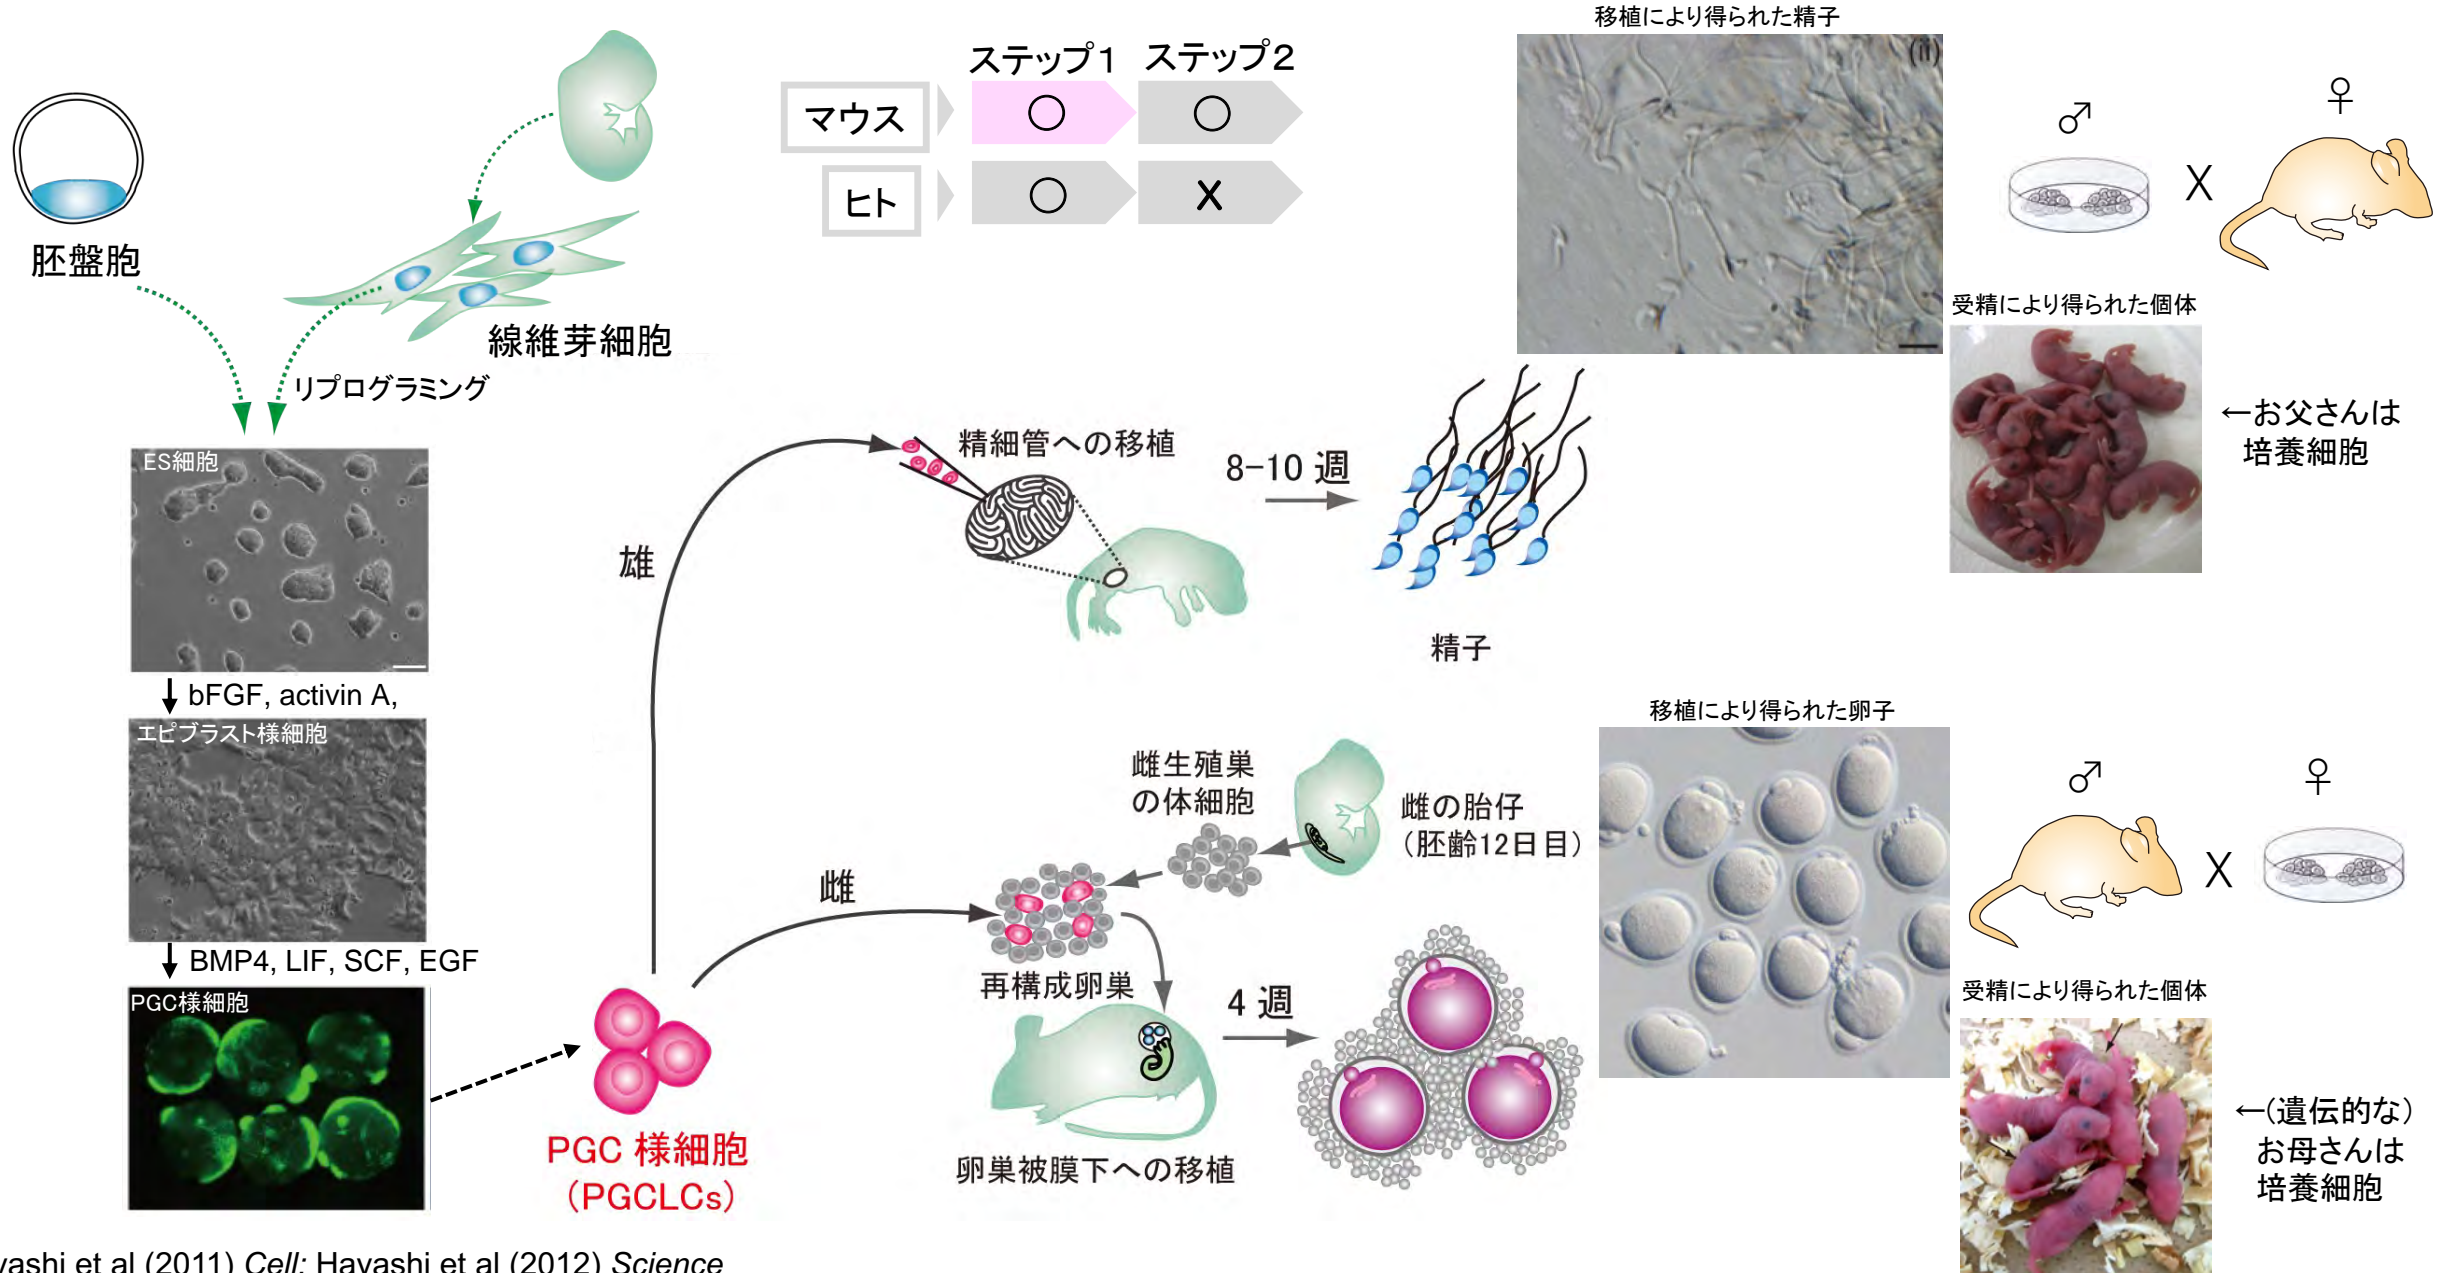 移植により得られた精子
(ii)
ステップ1 ステップ2
マウス ○ ○
ヒト ○ X
♂ ♀
X
胚盤胞
線維芽細胞
リプログラミング
受精により得られた個体
←お父さんは
培養細胞
ES細胞
精細管への移植
8-10 週
雄
精子
bFGF, activin A,
エピブラスト様細胞
移植により得られた卵子
雌生殖巣
の体細胞
雌の胎仔
(胚齢12日目)
♂ ♀
X
雌
BMP4, LIF, SCF, EGF
再構成卵巣
4 週
PGC様細胞
受精により得られた個体
PGC 様細胞
(PGCLCs)
卵巣被膜下への移植
←(遺伝的な)
お母さんは
培養細胞
et al (2011) Cell; Hayashi et al (2012) Science